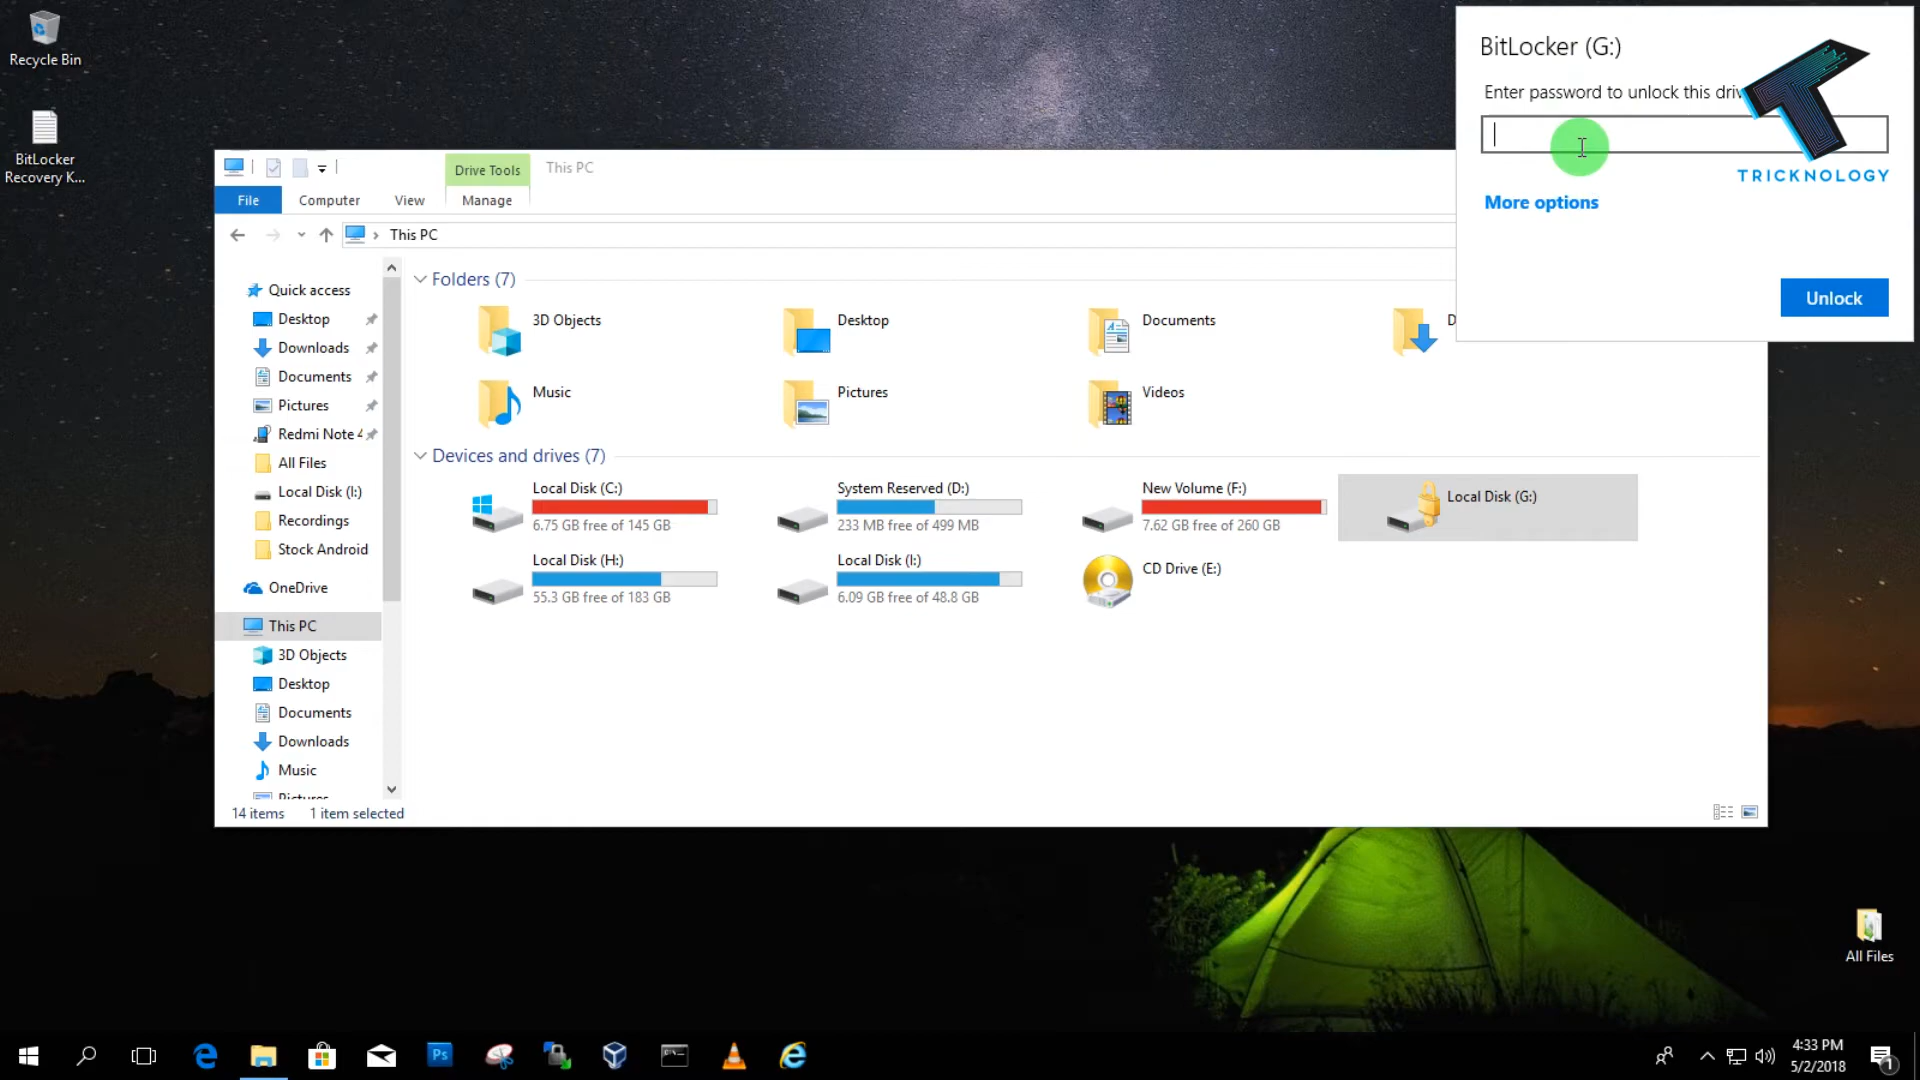 Recycle Bin
BitLocker
Recovery K...
BitLocker (G:)
Enter password to unlock this driv
TRICKNOLOGY
More options
Unlock
Drive Tools
This PC
File
Computer
View
Manage
This PC
Quick access
Desktop
Downloads
Documents
Pictures
Redmi Note 4
All Files
Local Disk (I:)
Recordings
Stock Android
OneDrive
This PC
3D Objects
Desktop
Documents
Downloads
Music
Pictures
Folders (7)
3D Objects
Desktop
Documents
D
Music
Pictures
Videos
Devices and drives (7)
Local Disk (C:)
6.75 GB free of 145 GB
System Reserved (D:)
233 MB free of 499 MB
New Volume (F:)
7.62 GB free of 260 GB
Local Disk (G:)
Local Disk (H:)
55.3 GB free of 183 GB
Local Disk (I:)
6.09 GB free of 48.8 GB
CD Drive (E:)
14 items
1 item selected
All Files
Ps
4:33 PM
5/2/2018
1